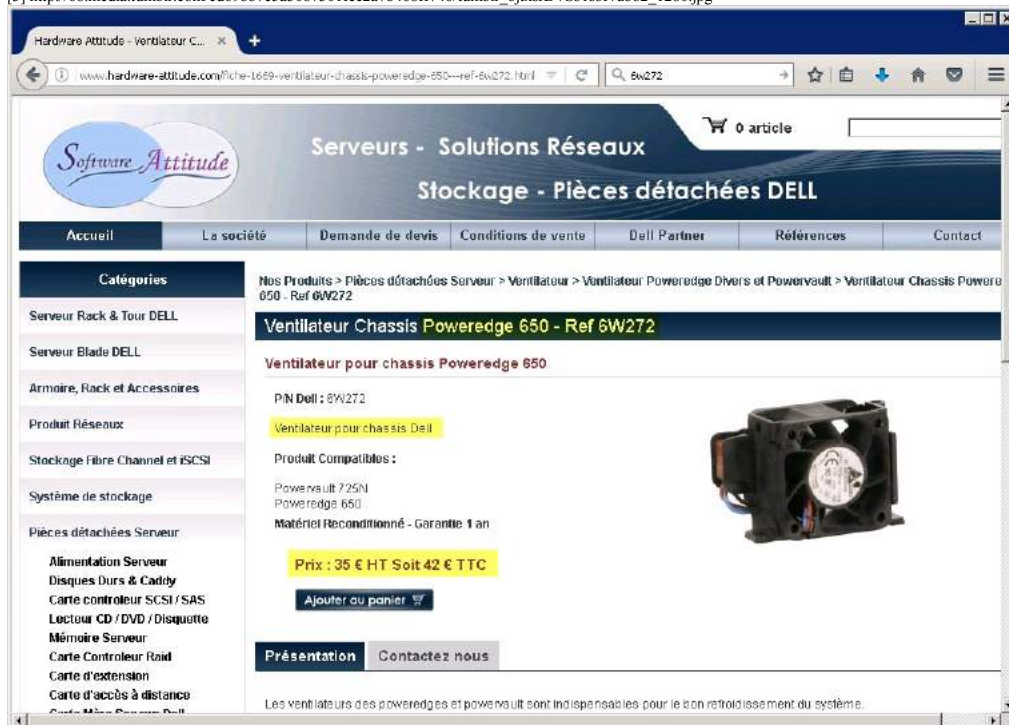 Hardware Attitude - Ventilateur C... × +
www.hardware-attitude.com/fiche-1669-ventilateur-chassis-poweredge-650---ref-6w272.html
6w272
Software Attitude
Serveurs - Solutions Réseaux
Stockage - Pièces détachées DELL
0 article
Accueil La société Demande de devis Conditions de vente Dell Partner Références Contact
Catégories
Serveur Rack & Tour DELL
Serveur Blade DELL
Armoire, Rack et Accessoires
Produit Réseaux
Stockage Fibre Channel et iSCSI
Système de stockage
Pièces détachées Serveur
Alimentation Serveur
Disques Durs & Caddy
Carte controleur SCSI / SAS
Lecteur CD / DVD / Disquette
Mémoire Serveur
Carte Controleur Raid
Carte d'extension
Carte d'accès à distance
Nos Produits > Pièces détachées Serveur > Ventilateur > Ventilateur Poweredge Divers et Powervault > Ventilateur Chassis Powere
650 - Ref 6W272
Ventilateur Chassis Poweredge 650 - Ref 6W272
Ventilateur pour chassis Poweredge 650
P/N Dell : 6W272
Ventilateur pour chassis Dell
Produit Compatibles :
Powervault 725N
Poweredge 650
Matériel Reconditionné - Garantie 1 an
Prix : 35 € HT Soit 42 € TTC
Ajouter au panier
Présentation Contactez nous
Les ventilateurs des poweredges et powervault sont indispensables pour le bon refroidissement du système.